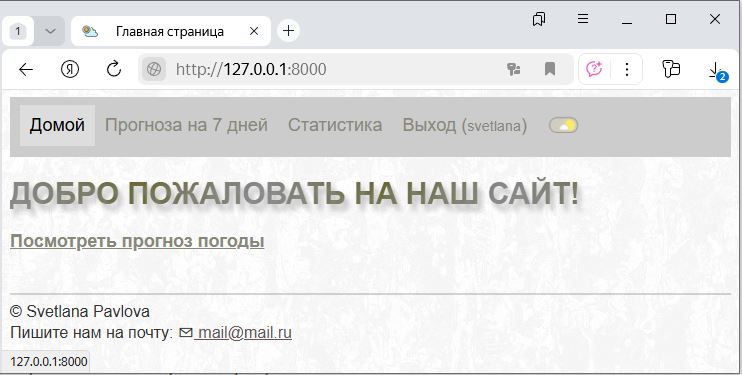 1
Главная страница
http://127.0.0.1:8000
2
Домой Прогноза на 7 дней Статистика Выход (svetlana)
ДОБРО ПОЖАЛОВАТЬ НА НАШ САЙТ!
Посмотреть прогноз погоды
© Svetlana Pavlova
Пишите нам на почту: mail@mail.ru
127.0.0.1:8000